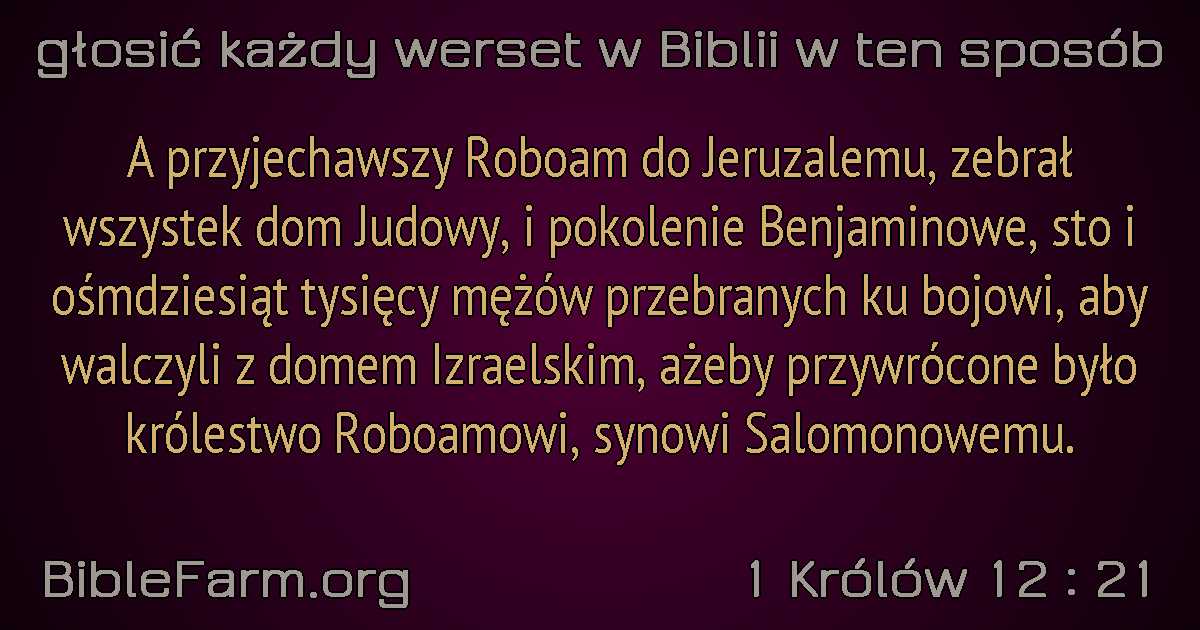 głosić każdy werset w Biblii w ten sposób
A przyjechawszy Roboam do Jeruzalemu, zebrał
wszystek dom Judowy, i pokolenie Benjaminowe, sto i
ośmdziesiąt tysięcy mężów przebranych ku bojowi, aby
walczyli z domem Izraelskim, ażeby przywrócone było
królestwo Roboamowi, synowi Salomonowemu.
BibleFarm.org
1 Królów 12 : 21